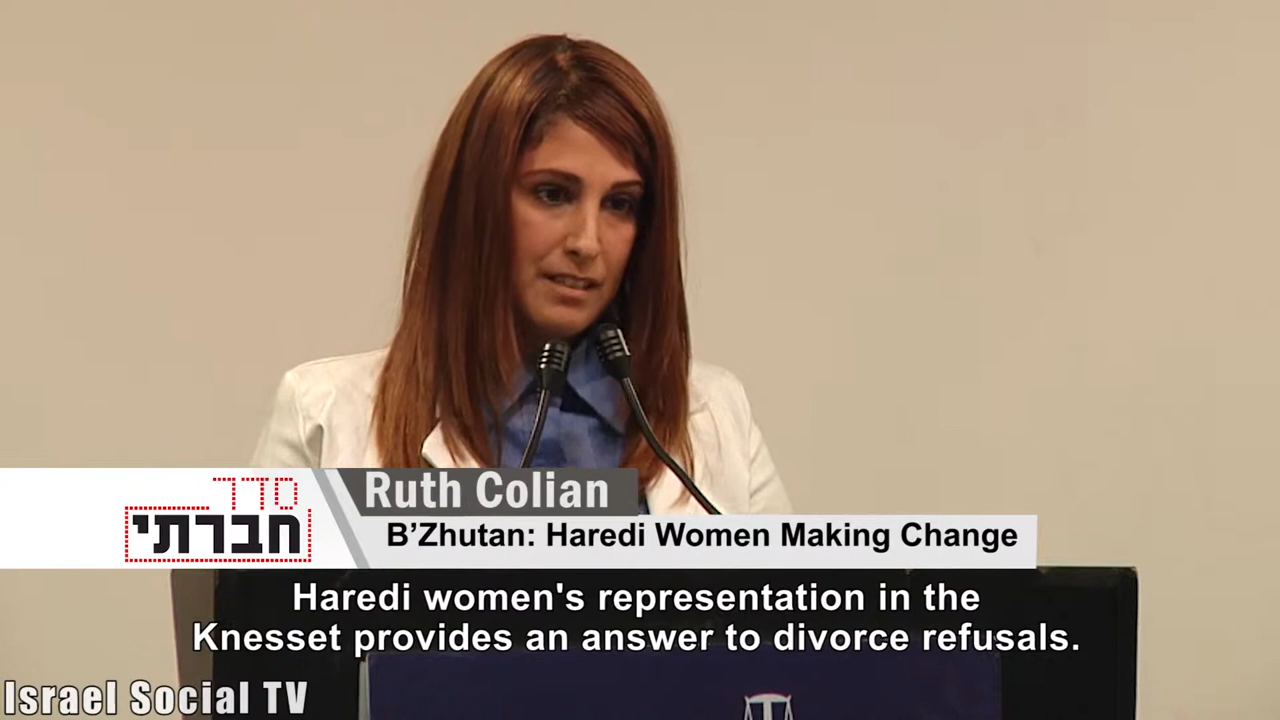 סדר
חברתי
Ruth Colian
B'Zhutan: Haredi Women Making Change
Haredi women's representation in the
Knesset provides an answer to divorce refusals.
Israel Social TV